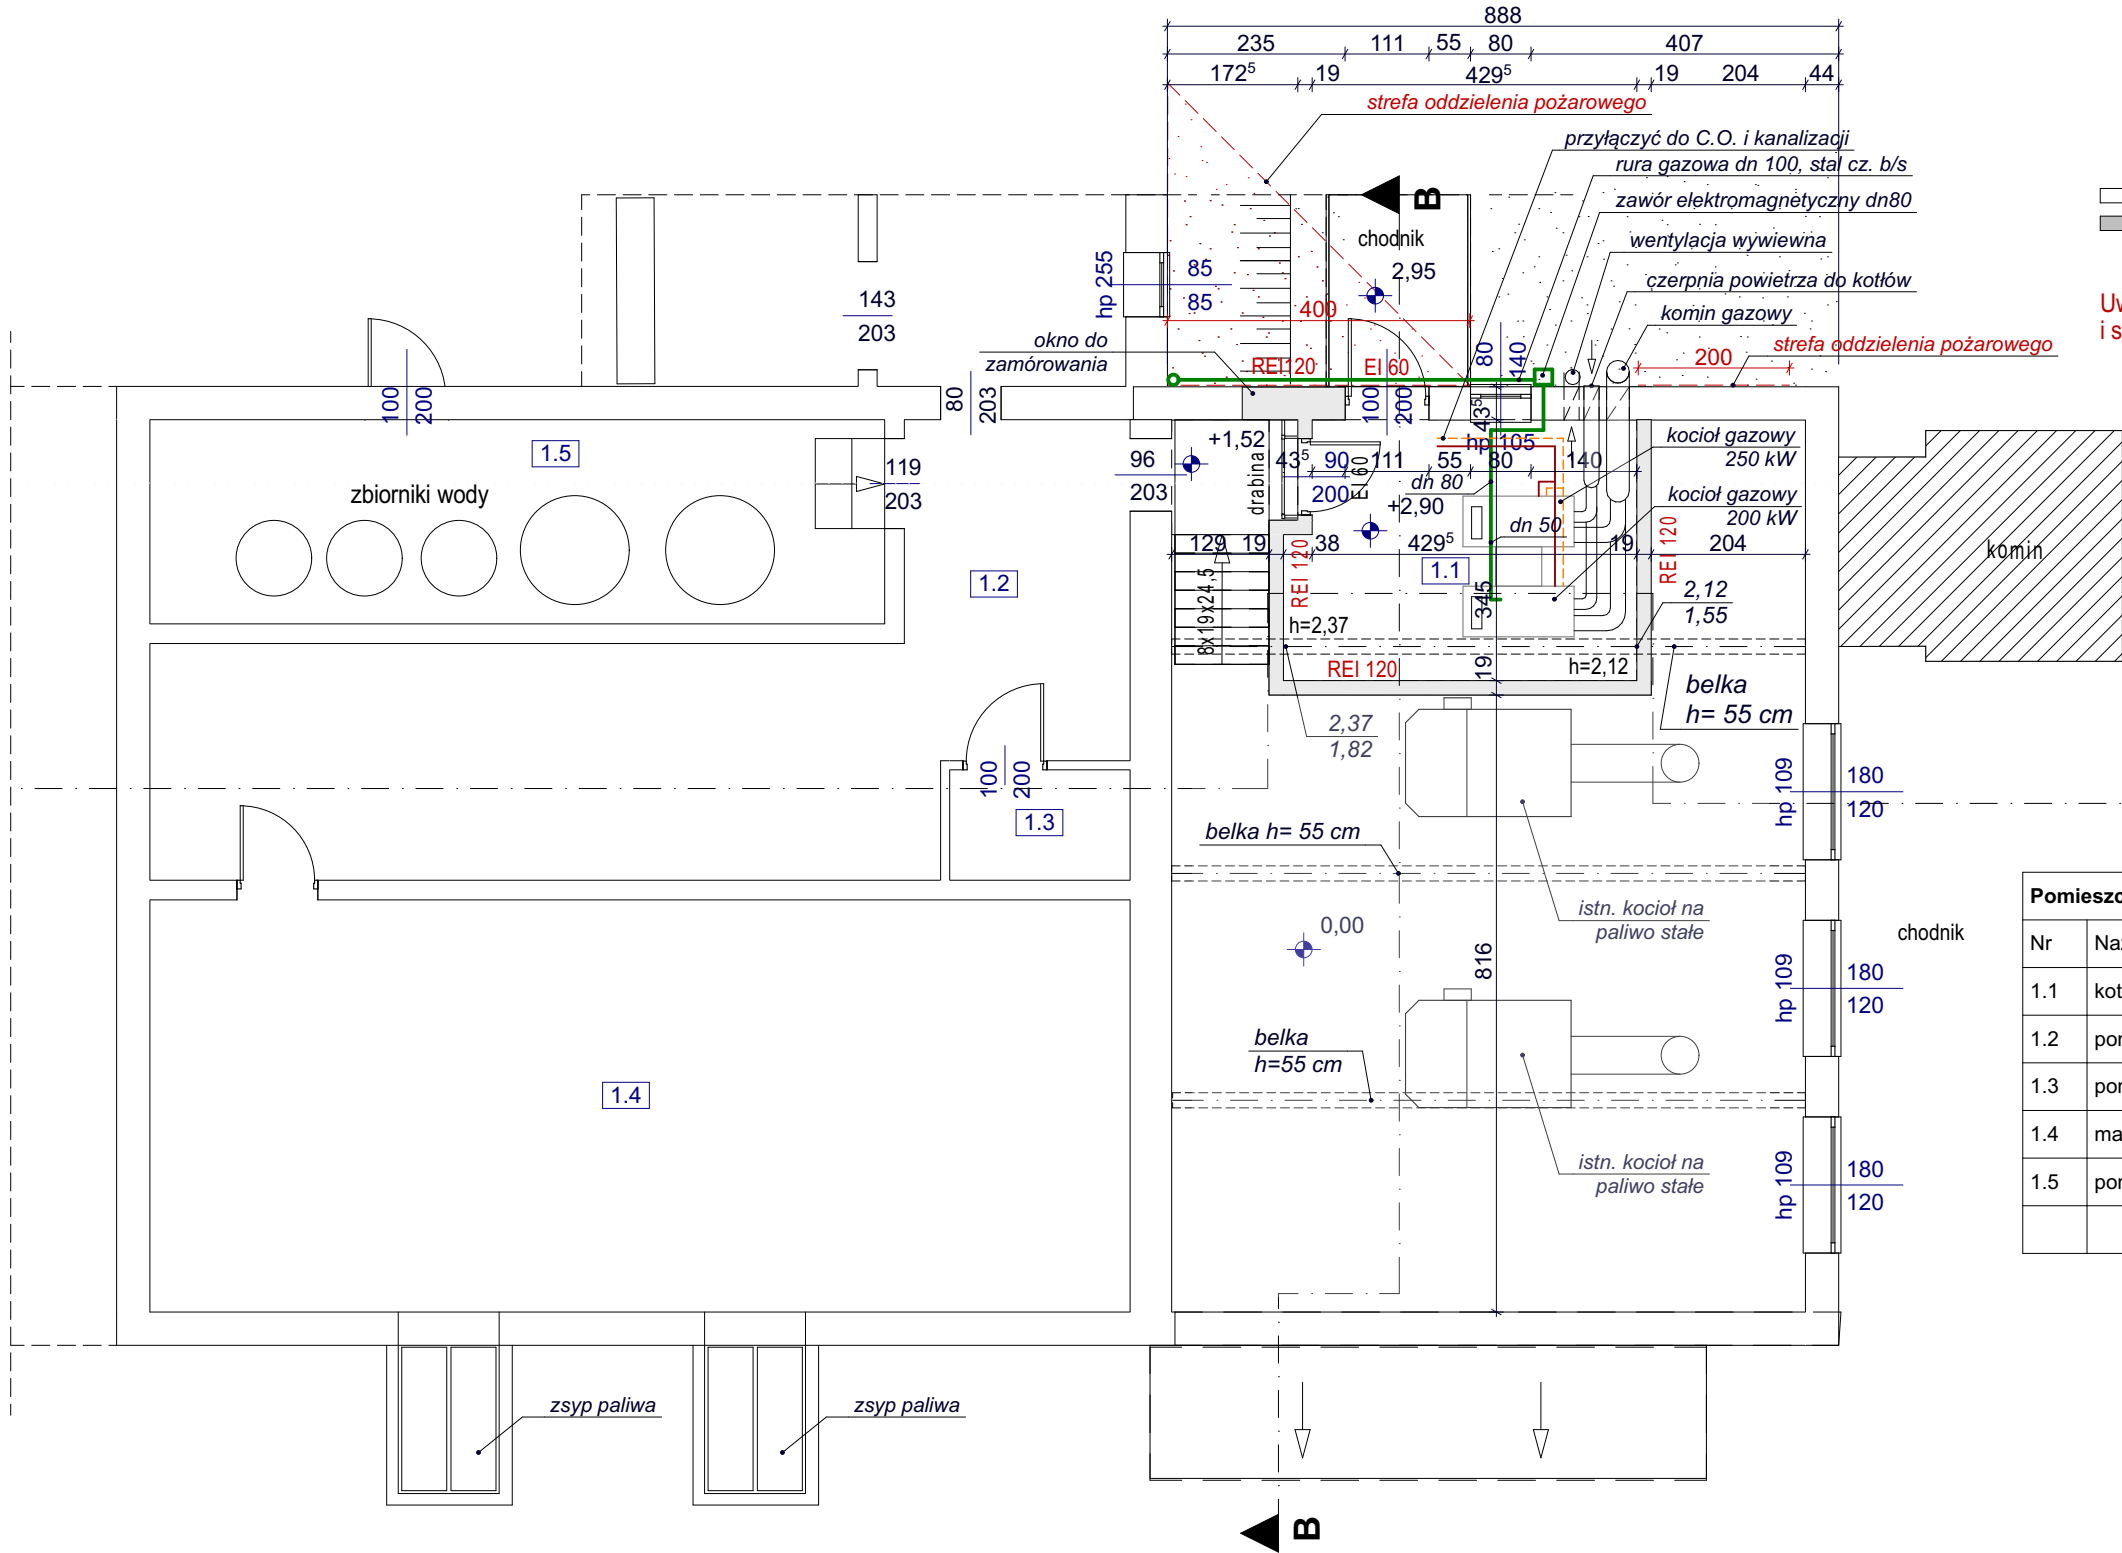 888
235 111 55 80 407
172⁵ 19 429⁵ 19 204 44
strefa oddzielenia pożarowego
przyłączyć do C.O. i kanalizacji
rura gazowa dn 100, stal cz. b/s
zawór elektromagnetyczny dn80
wentylacja wywiewna
czerpnia powietrza do kotłów
komin gazowy
strefa oddzielenia pożarowego
200
i s
B
chodnik
2,95
hp 255
85
85
400
143
203
okno do
zamórowania
REI 120
EI 60
80
140
100
200
80
203
100
200
43⁵
hp 105
1.5
zbiorniki wody
119
203
96
203
+1,52
drabina
43⁵ 90 111 55 80 140
200
EI 60
dn 80
+2,90
dn 50
kocioł gazowy
250 kW
kocioł gazowy
200 kW
komin
129 19 38 429⁵ 19 204
1.2
8x19x24,5
REI 120
1.1
345
REI 120
2,12
1,55
h=2,37
REI 120
19
h=2,12
belka
h= 55 cm
2,37
1,82
100
200
1.3
hp 109
180
120
belka h= 55 cm
istn. kocioł na
paliwo stałe
0,00
816
chodnik
hp 109
180
120
belka
h=55 cm
1.4
istn. kocioł na
paliwo stałe
hp 109
180
120
Nr
1.1
1.2
1.3
1.4
1.5
zsyp paliwa
zsyp paliwa
B